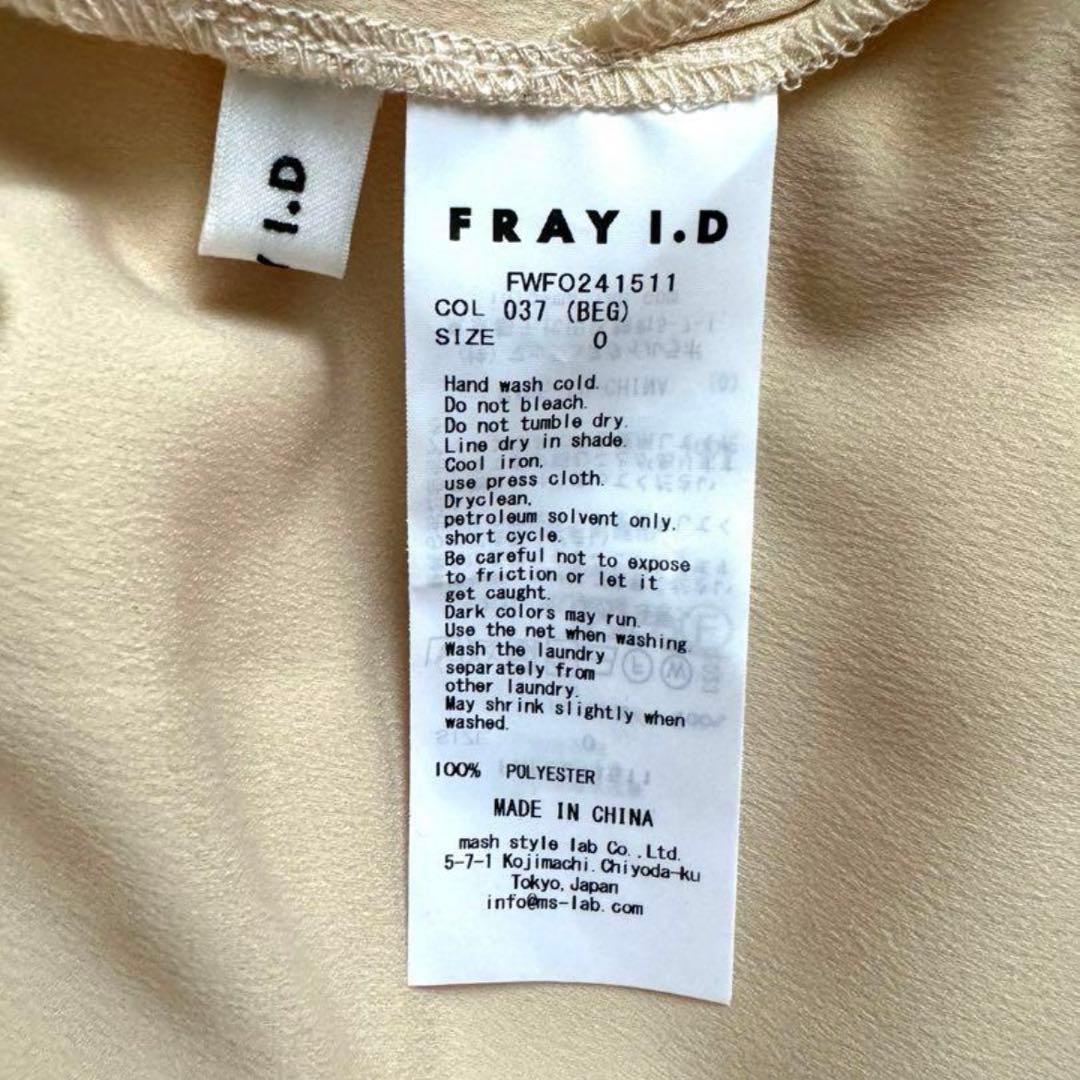 Y I.D
FRAY I.D
FWFO241511
COL 037 (BEG)
SIZE 0
Hand wash cold.
Do not bleach.
Do not tumble dry.
Line dry in shade.
Cool iron,
use press cloth.
Dryclean,
petroleum solvent only.
short cycle.
Be careful not to expose
to friction or let it
get caught.
Dark colors may run.
Use the net when washing.
Wash the laundry
separately from
other laundry.
May shrink slightly when
washed.
100% POLYESTER
MADE IN CHINA
mash style lab Co.,Ltd.
5-7-1 Kojimachi.Chiyoda-ku
Tokyo, Japan
info@ms-lab.com